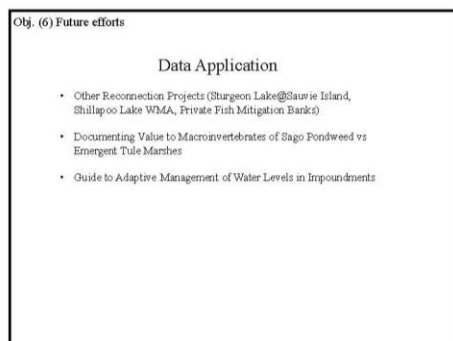 Obj. (6) Future efforts
Data Application
• Other Reconnection Projects (Sturgeon Lake@Sauvie Island,
Shillapoo Lake WMA, Private Fish Mitigation Banks)
• Documenting Value to Macroinvertebrates of Sago Pondweed vs
Emergent Tule Marshes
• Guide to Adaptive Management of Water Levels in Impoundments